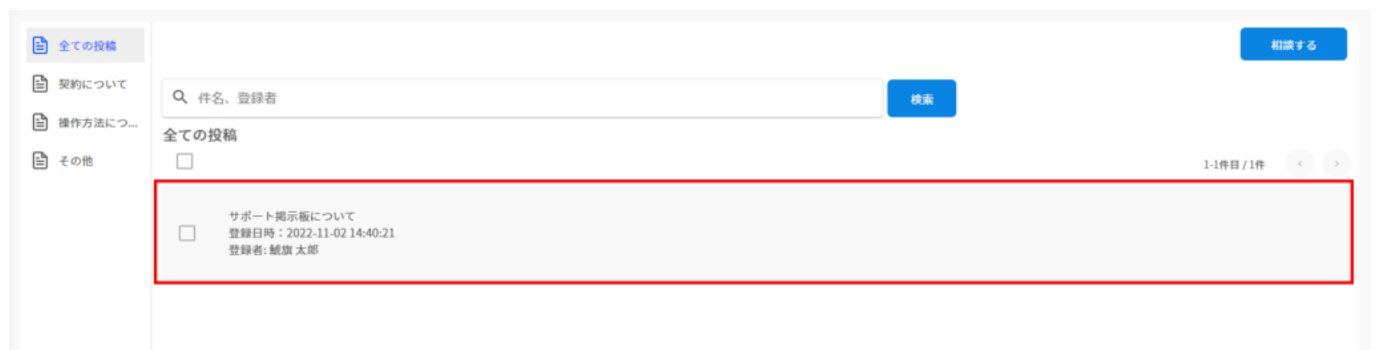 全ての投稿
契約について
操作方法につ...
その他
相談する
件名、登録者
検索
全ての投稿
1-1件目 / 1件
サポート掲示板について
登録日時：2022-11-02 14:40:21
登録者: 鯱旗 太郎